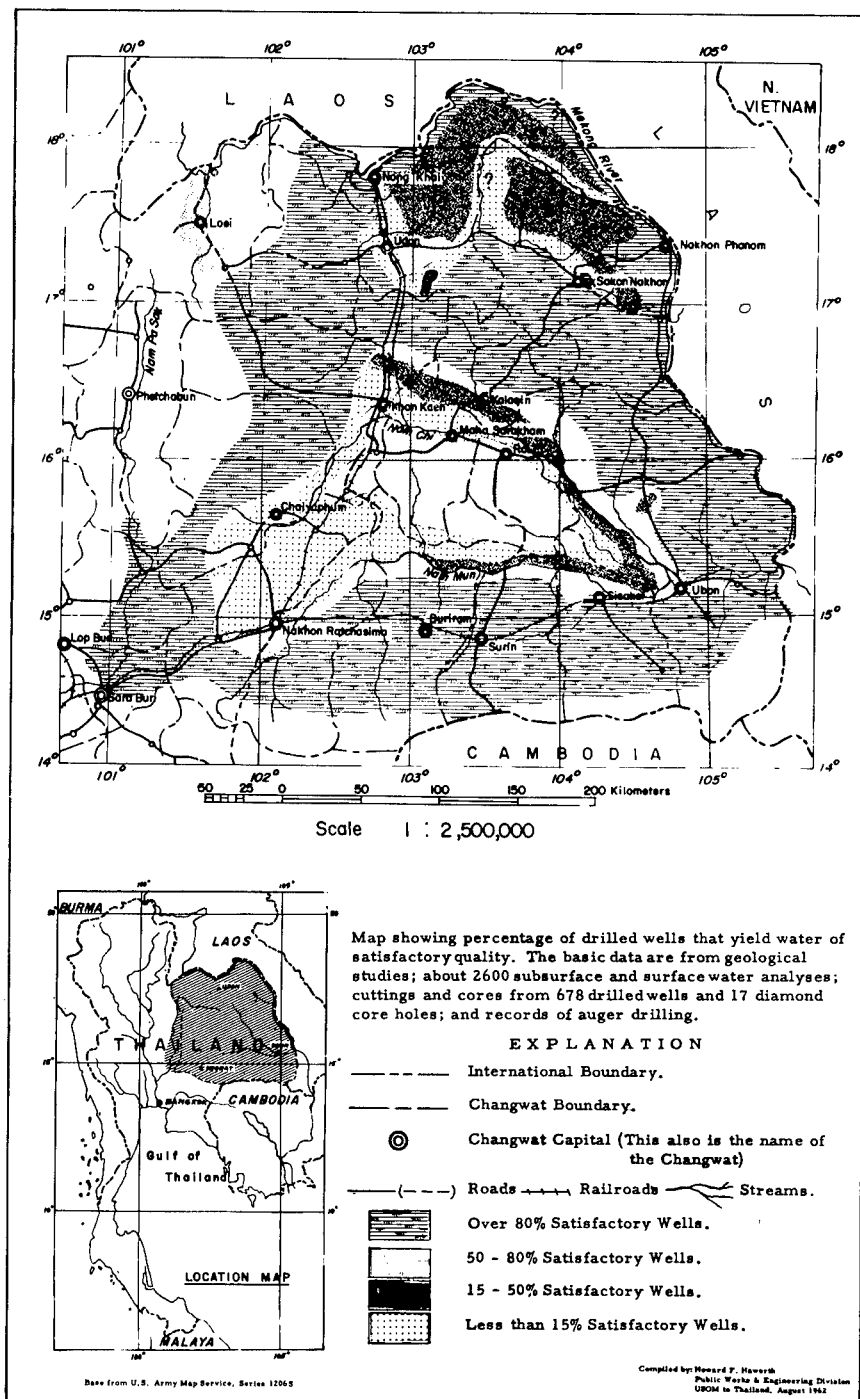 101° 102° 103° 104° 105°
L A O S
N. VIETNAM
Mekong River
L A O S
18° 18°
Nong Khai
?
Loei
Udon
Nakhon Phanom
Sakon Nakhon
17° 17°
Nam Pa Sag
Phetchabun
Khon Kaen
Kalasin
Nam Chi
Maha Sarakham
16° 16°
Chaiyaphum
Nam Mun
15° 15°
Lop Buri
Nakhon Ratchasima
Buriram
Surin
Sisaket
Ubon
Sara Buri
14° 14°
C A M B O D I A
101° 102° 103° 104° 105°
50 25 0 50 100 150 200 Kilometers
Scale 1 : 2,500,000
BURMA
LAOS
THAILAND
BANGKOK
CAMBODIA
Gulf of
Thailand
LOCATION MAP
MALAYA
Base from U.S. Army Map Service, Series 1206S
Map showing percentage of drilled wells that yield water of
satisfactory quality. The basic data are from geological
studies; about 2600 subsurface and surface water analyses;
cuttings and cores from 678 drilled wells and 17 diamond
core holes; and records of auger drilling.
EXPLANATION
International Boundary.
Changwat Boundary.
Changwat Capital (This also is the name of
the Changwat)
Roads Railroads Streams.
Over 80% Satisfactory Wells.
50 - 80% Satisfactory Wells.
15 - 50% Satisfactory Wells.
Less than 15% Satisfactory Wells.
Compiled by: Howard F. Haworth
Public Works & Engineering Division
USOM to Thailand, August 1962